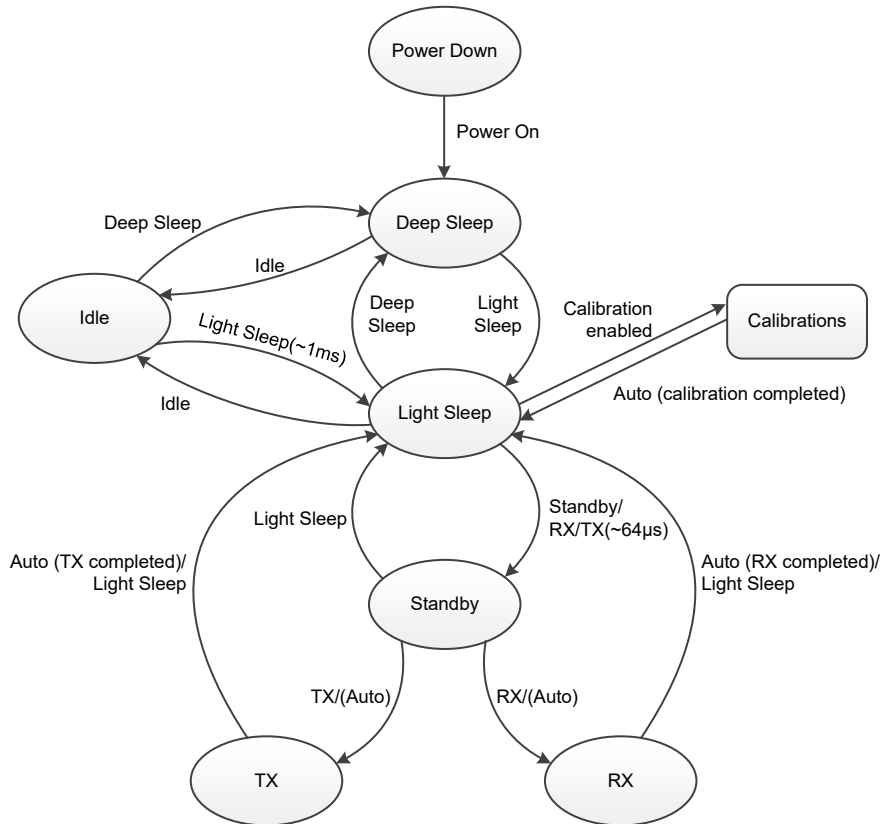 Power Down
Power On
Deep Sleep
Deep Sleep
Idle
Idle
Light Sleep(~1ms)
Deep
Sleep
Light
Sleep
Calibration
enabled
Calibrations
Auto (calibration completed)
Idle
Light Sleep
Light Sleep
Standby/
RX/TX(~64µs)
Auto (TX completed)/
Light Sleep
Auto (RX completed)/
Light Sleep
Standby
TX/(Auto)
RX/(Auto)
TX
RX